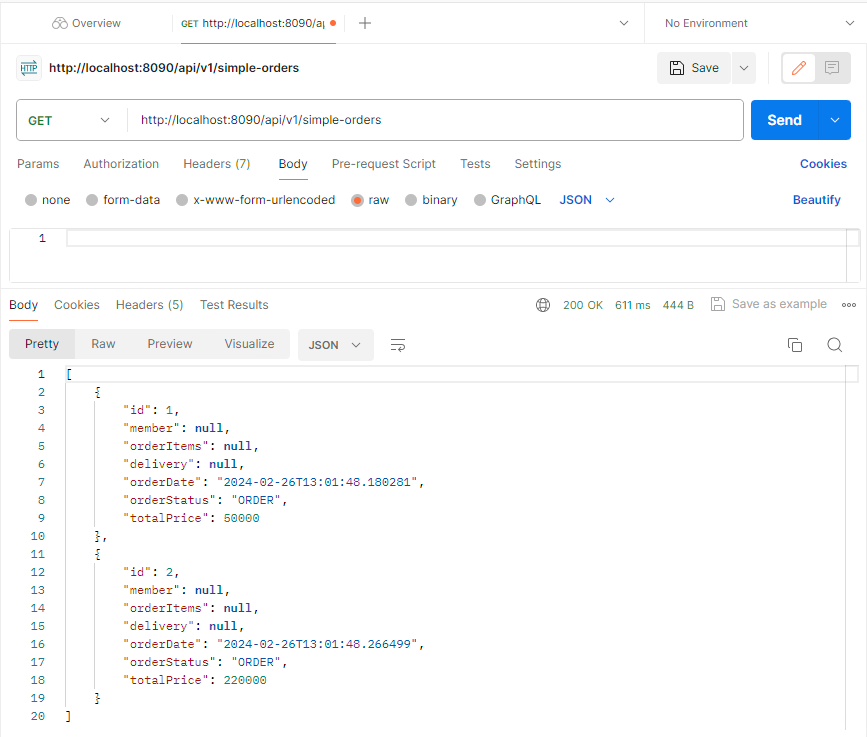 Overview
GET http://localhost:8090/a
No Environment
HTTP http://localhost:8090/api/v1/simple-orders
Save
GET http://localhost:8090/api/v1/simple-orders Send
Params Authorization Headers (7) Body Pre-request Script Tests Settings Cookies
none form-data x-www-form-urlencoded raw binary GraphQL JSON Beautify
1
Body Cookies Headers (5) Test Results 200 OK 611 ms 444 B Save as example
Pretty Raw Preview Visualize JSON
1 [
2 {
3 "id": 1,
4 "member": null,
5 "orderItems": null,
6 "delivery": null,
7 "orderDate": "2024-02-26T13:01:48.180281",
8 "orderStatus": "ORDER",
9 "totalPrice": 50000
10 },
11 {
12 "id": 2,
13 "member": null,
14 "orderItems": null,
15 "delivery": null,
16 "orderDate": "2024-02-26T13:01:48.266499",
17 "orderStatus": "ORDER",
18 "totalPrice": 220000
19 }
20 ]